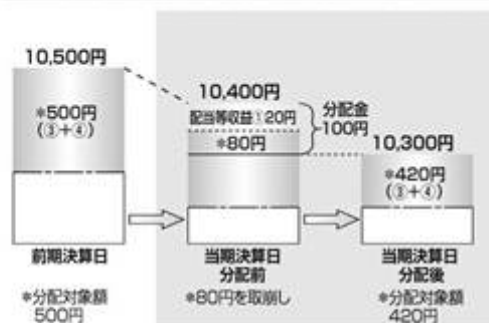 10,500円
*500円
(③+④)
前期決算日
*分配対象額
500円
10,400円
配当等収益①20円
*80円
分配金
100円
当期決算日
分配前
*80円を取崩し
10,300円
*420円
(③+④)
当期決算日
分配後
*分配対象額
420円